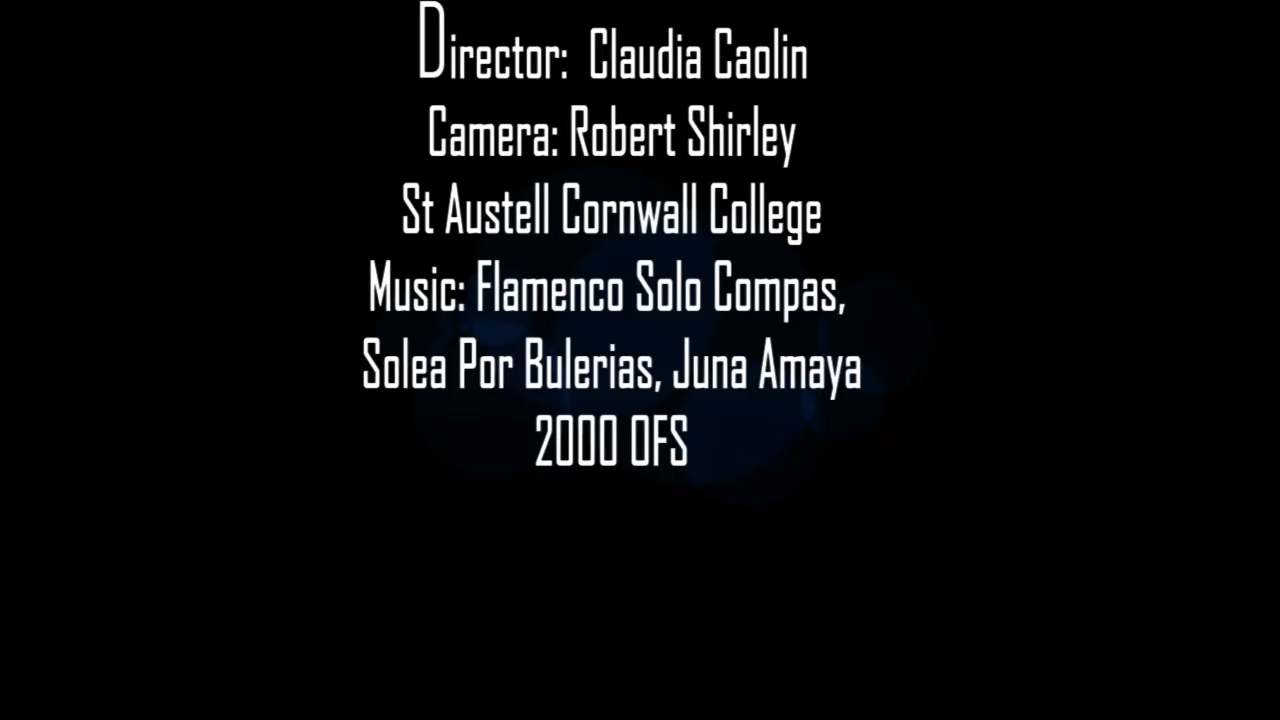 Director: Claudia Caolin
Camera: Robert Shirley
St Austell Cornwall College
Music: Flamenco Solo Compas,
Solea Por Bulerias, Juna Amaya
2000 OFS